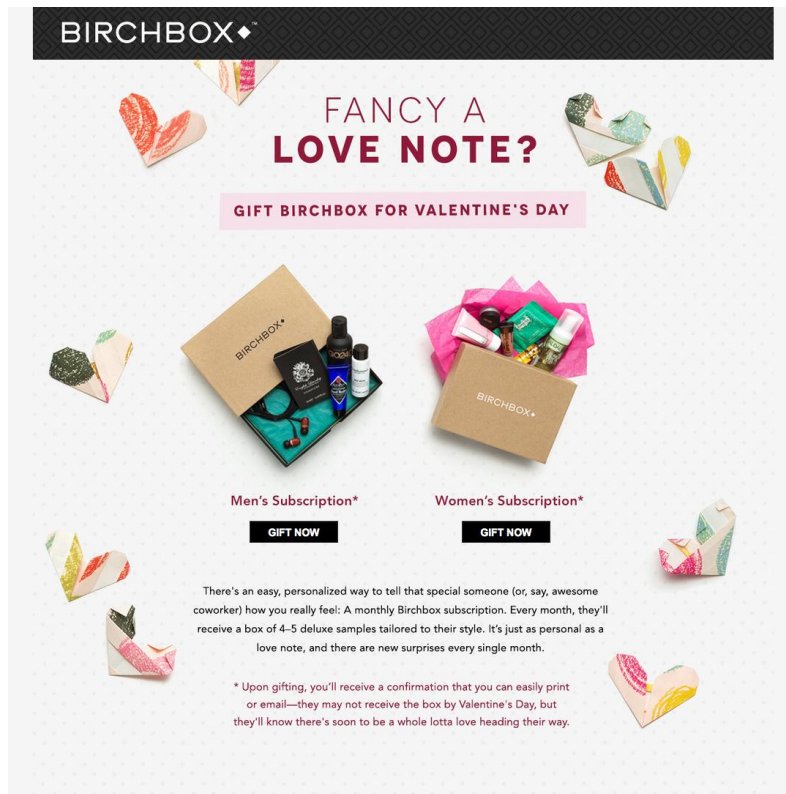 BIRCHBOX◆™
FANCY A
LOVE NOTE?
GIFT BIRCHBOX FOR VALENTINE'S DAY
BIRCHBOX◆
BIRCHBOX◆
Men's Subscription*
Women's Subscription*
GIFT NOW
GIFT NOW
There's an easy, personalized way to tell that special someone (or, say, awesome
coworker) how you really feel: A monthly Birchbox subscription. Every month, they'll
receive a box of 4–5 deluxe samples tailored to their style. It's just as personal as a
love note, and there are new surprises every single month.
* Upon gifting, you'll receive a confirmation that you can easily print
or email—they may not receive the box by Valentine's Day, but
they'll know there's soon to be a whole lotta love heading their way.